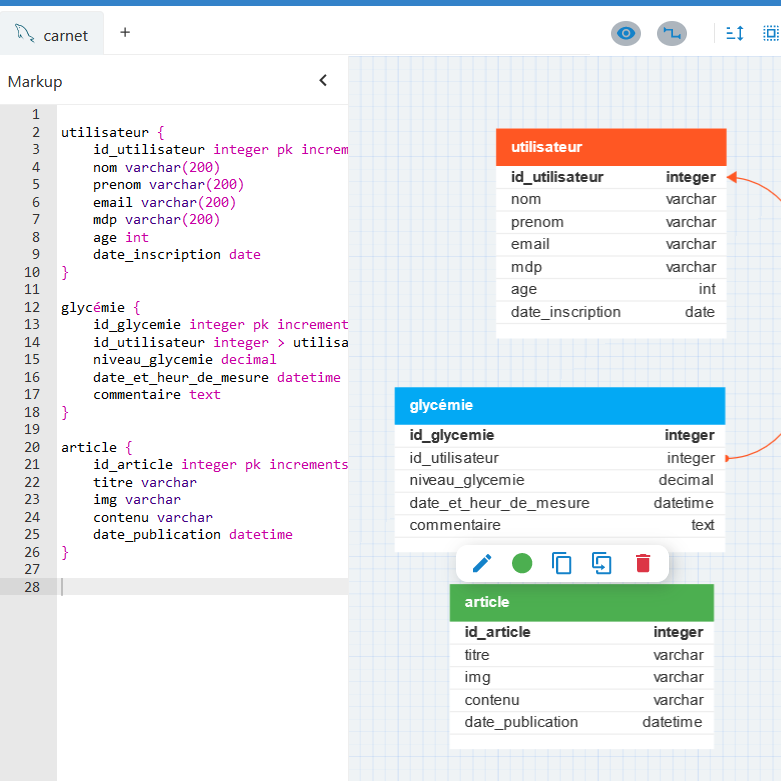 carnet +
Markup
1
2 utilisateur {
3 id_utilisateur integer pk increm
4 nom varchar(200)
5 prenom varchar(200)
6 email varchar(200)
7 mdp varchar(200)
8 age int
9 date_inscription date
10 }
11
12 glycémie {
13 id_glycemie integer pk increment
14 id_utilisateur integer > utilisa
15 niveau_glycemie decimal
16 date_et_heur_de_mesure datetime
17 commentaire text
18 }
19
20 article {
21 id_article integer pk increments
22 titre varchar
23 img varchar
24 contenu varchar
25 date_publication datetime
26 }
27
28
utilisateur
id_utilisateur integer
nom varchar
prenom varchar
email varchar
mdp varchar
age int
date_inscription date
glycémie
id_glycemie integer
id_utilisateur integer
niveau_glycemie decimal
date_et_heur_de_mesure datetime
commentaire text
article
id_article integer
titre varchar
img varchar
contenu varchar
date_publication datetime